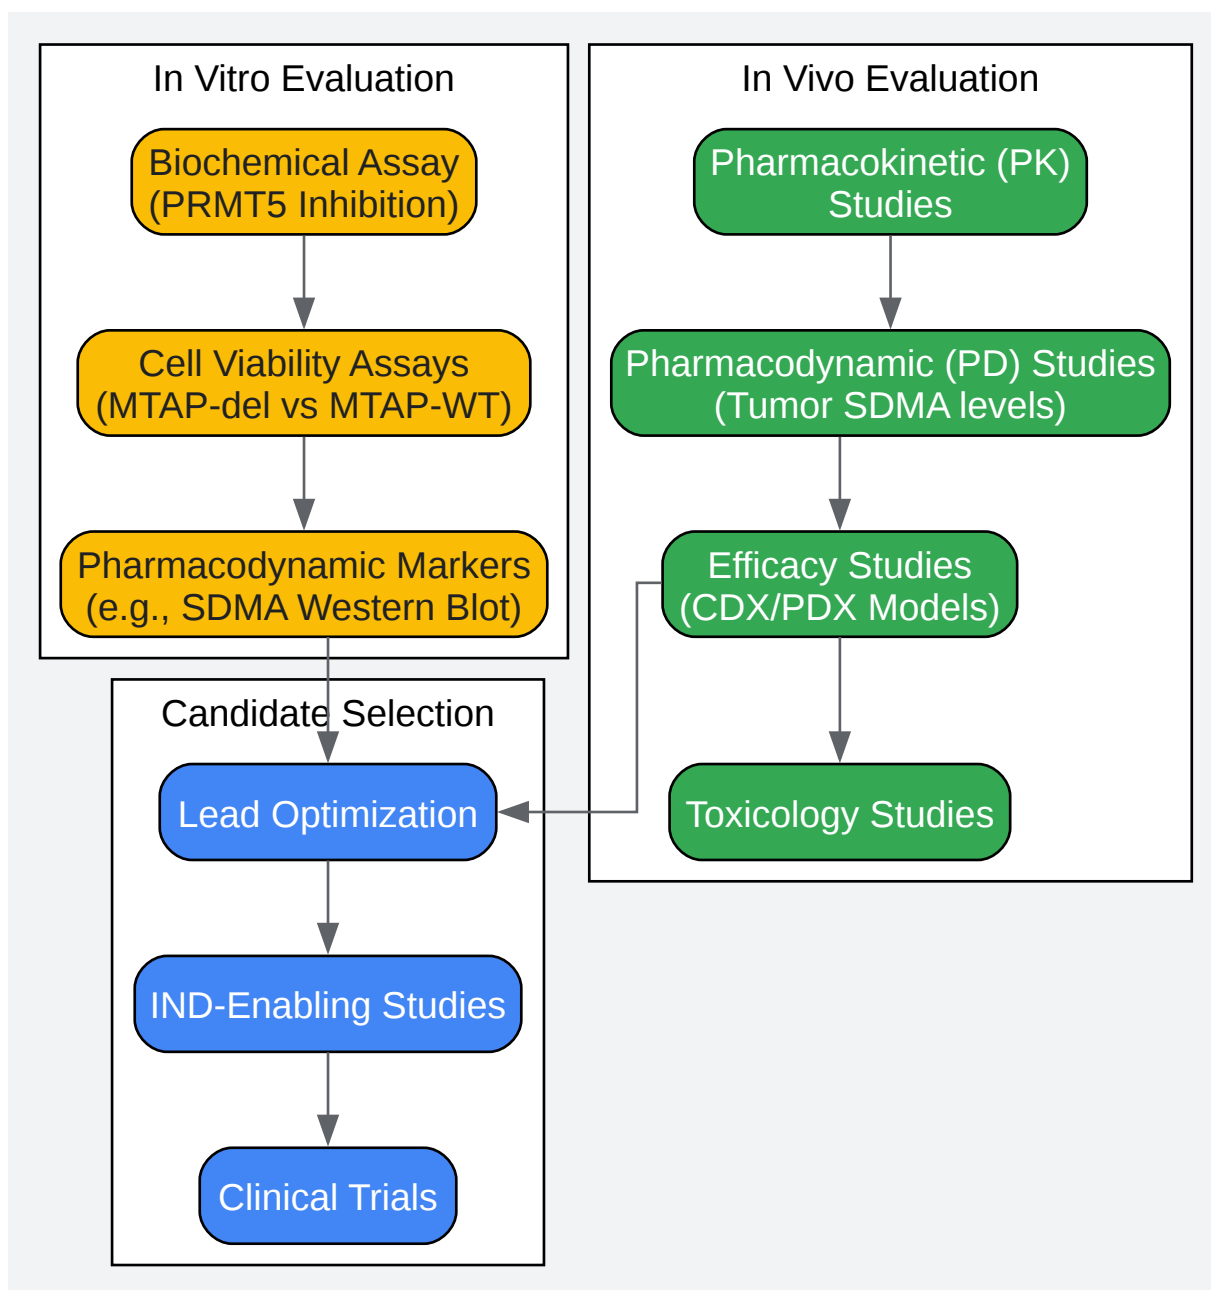 In Vitro Evaluation
Biochemical Assay
(PRMT5 Inhibition)
Cell Viability Assays
(MTAP-del vs MTAP-WT)
Pharmacodynamic Markers
(e.g., SDMA Western Blot)
In Vivo Evaluation
Pharmacokinetic (PK)
Studies
Pharmacodynamic (PD) Studies
(Tumor SDMA levels)
Efficacy Studies
(CDX/PDX Models)
Toxicology Studies
Candidate Selection
Lead Optimization
IND-Enabling Studies
Clinical Trials